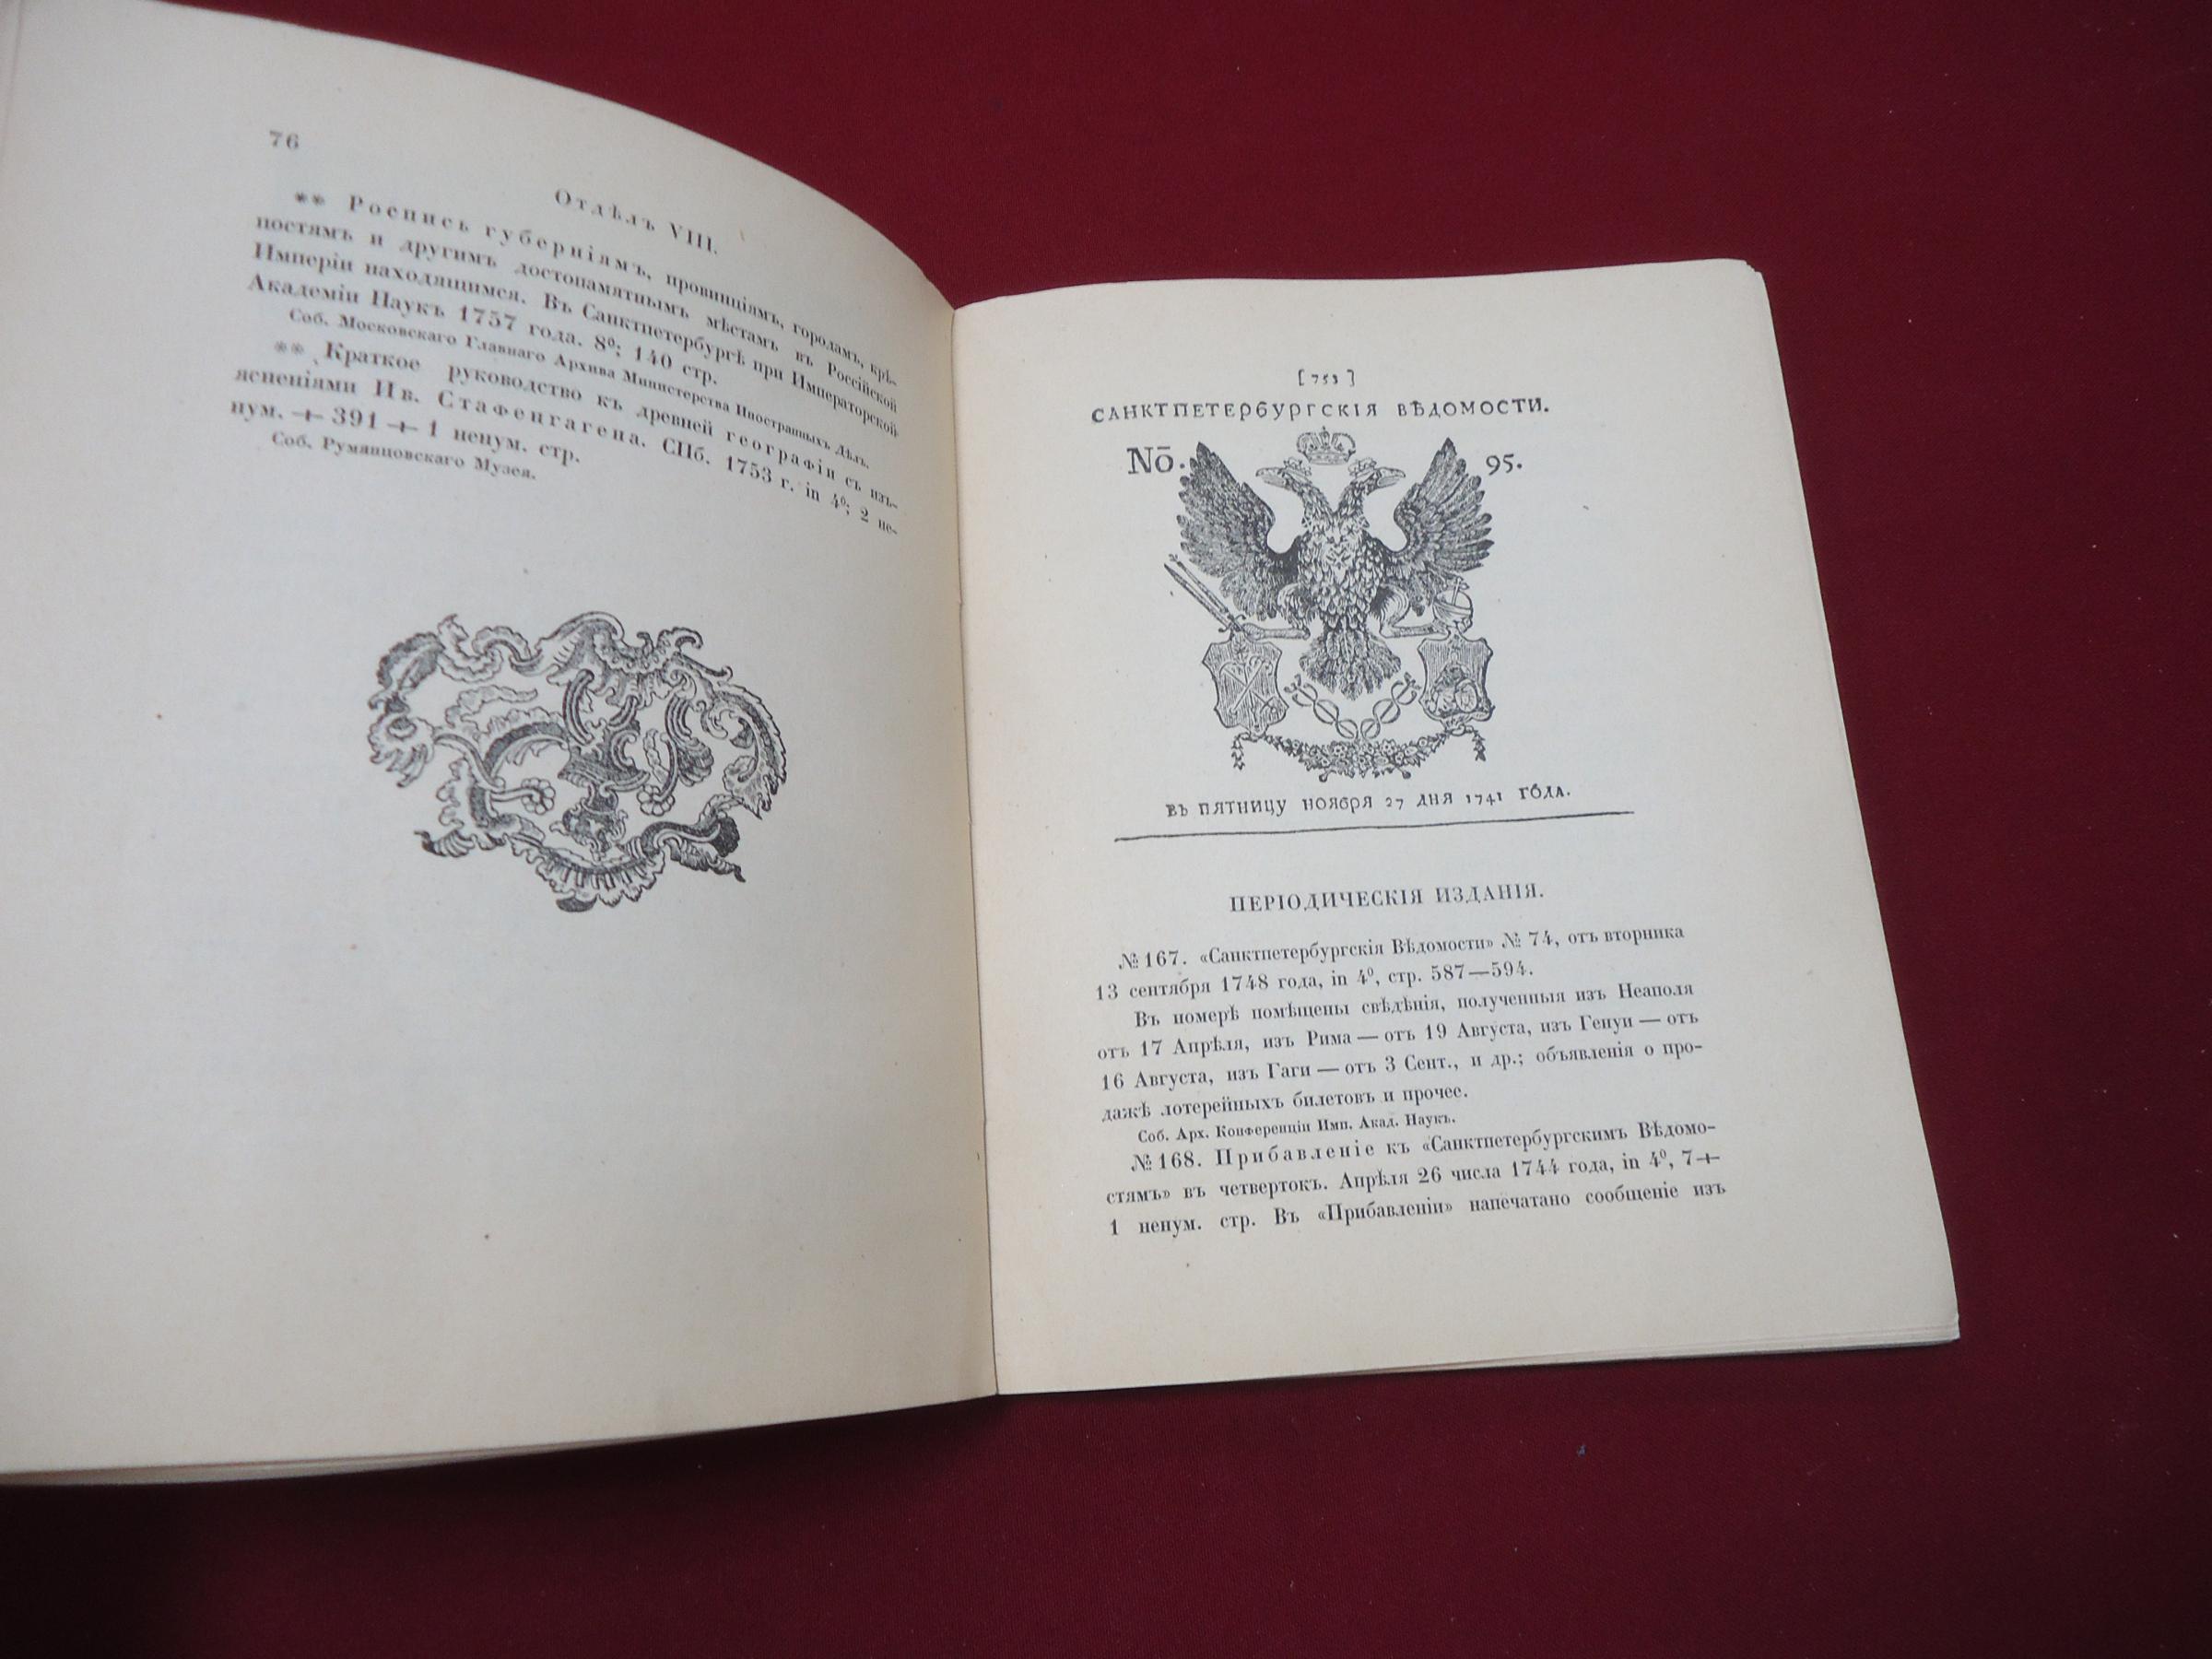 76
Отдѣлъ VIII.
** Роспись губерніямъ, провинціямъ, городамъ, крѣ-
постямъ и другимъ достопамятнымъ мѣстамъ въ Россійской
Имперіи находящимся. Въ Санктпетербургѣ при Императорской
Академіи Наукъ 1757 года. 8⁰; 140 стр.
Соб. Московскаго Главнаго Архива Министерства Иностранныхъ Дѣлъ.
** Краткое руководство къ древней географіи съ изъ-
ясненіями Ив. Стафенгагена. СПб. 1753 г. in 4⁰; 2 не-
нум. + 391 + 1 ненум. стр.
Соб. Румянцовскаго Музея.
[753]
САНКТПЕТЕРБУРГСКІЯ ВѢДОМОСТИ.
Nō. 95.
ВЪ ПЯТНИЦУ НОЯБРЯ 27 ДНЯ 1741 ГОДА.
ПЕРІОДИЧЕСКІЯ ИЗДАНІЯ.
№ 167. «Санктпетербургскія Вѣдомости» № 74, отъ вторника
13 сентября 1748 года, in 4⁰, стр. 587—594.
Въ номерѣ помѣщены свѣдѣнія, полученныя изъ Неаполя
отъ 17 Апрѣля, изъ Рима — отъ 19 Августа, изъ Генуи — отъ
16 Августа, изъ Гаги — отъ 3 Сент., и др.; объявленія о про-
дажѣ лотерейныхъ билетовъ и прочее.
Соб. Арх. Конференціи Имп. Акад. Наукъ.
№ 168. Прибавленіе къ «Санктпетербургскимъ Вѣдомо-
стямъ» въ четвертокъ. Апрѣля 26 числа 1744 года, in 4⁰, 7+
1 ненум. стр. Въ «Прибавленіи» напечатано сообщеніе изъ